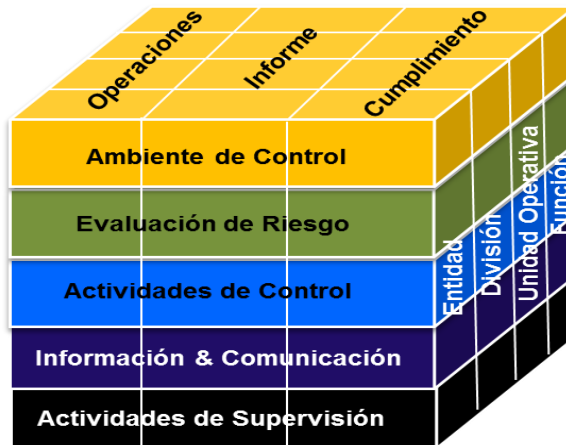 Operaciones
Informe
Cumplimiento
Ambiente de Control
Evaluación de Riesgo
Actividades de Control
Información & Comunicación
Actividades de Supervisión
Entidad
División
Unidad Operativa
Función